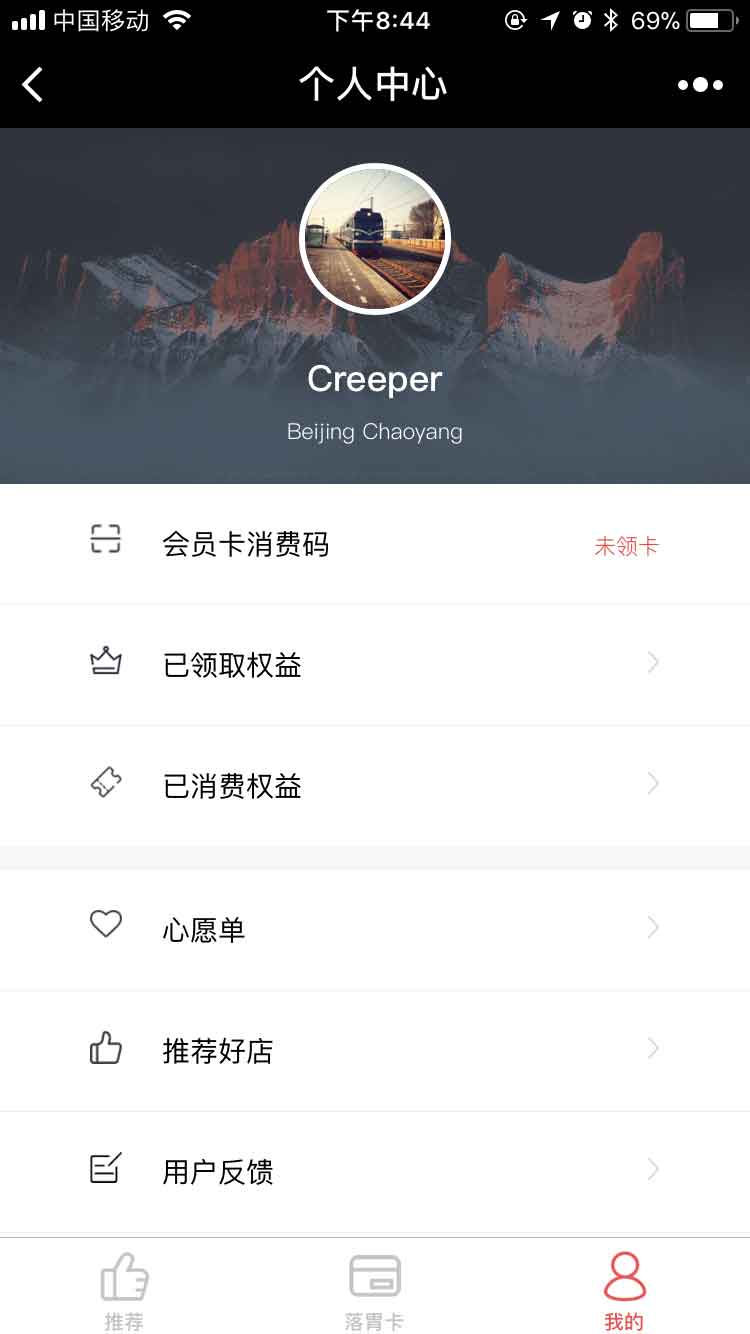 中国移动 下午8:44 69%
个人中心
Creeper
Beijing Chaoyang
会员卡消费码 未领卡
已领取权益
已消费权益
心愿单
推荐好店
用户反馈
推荐 落胃卡 我的